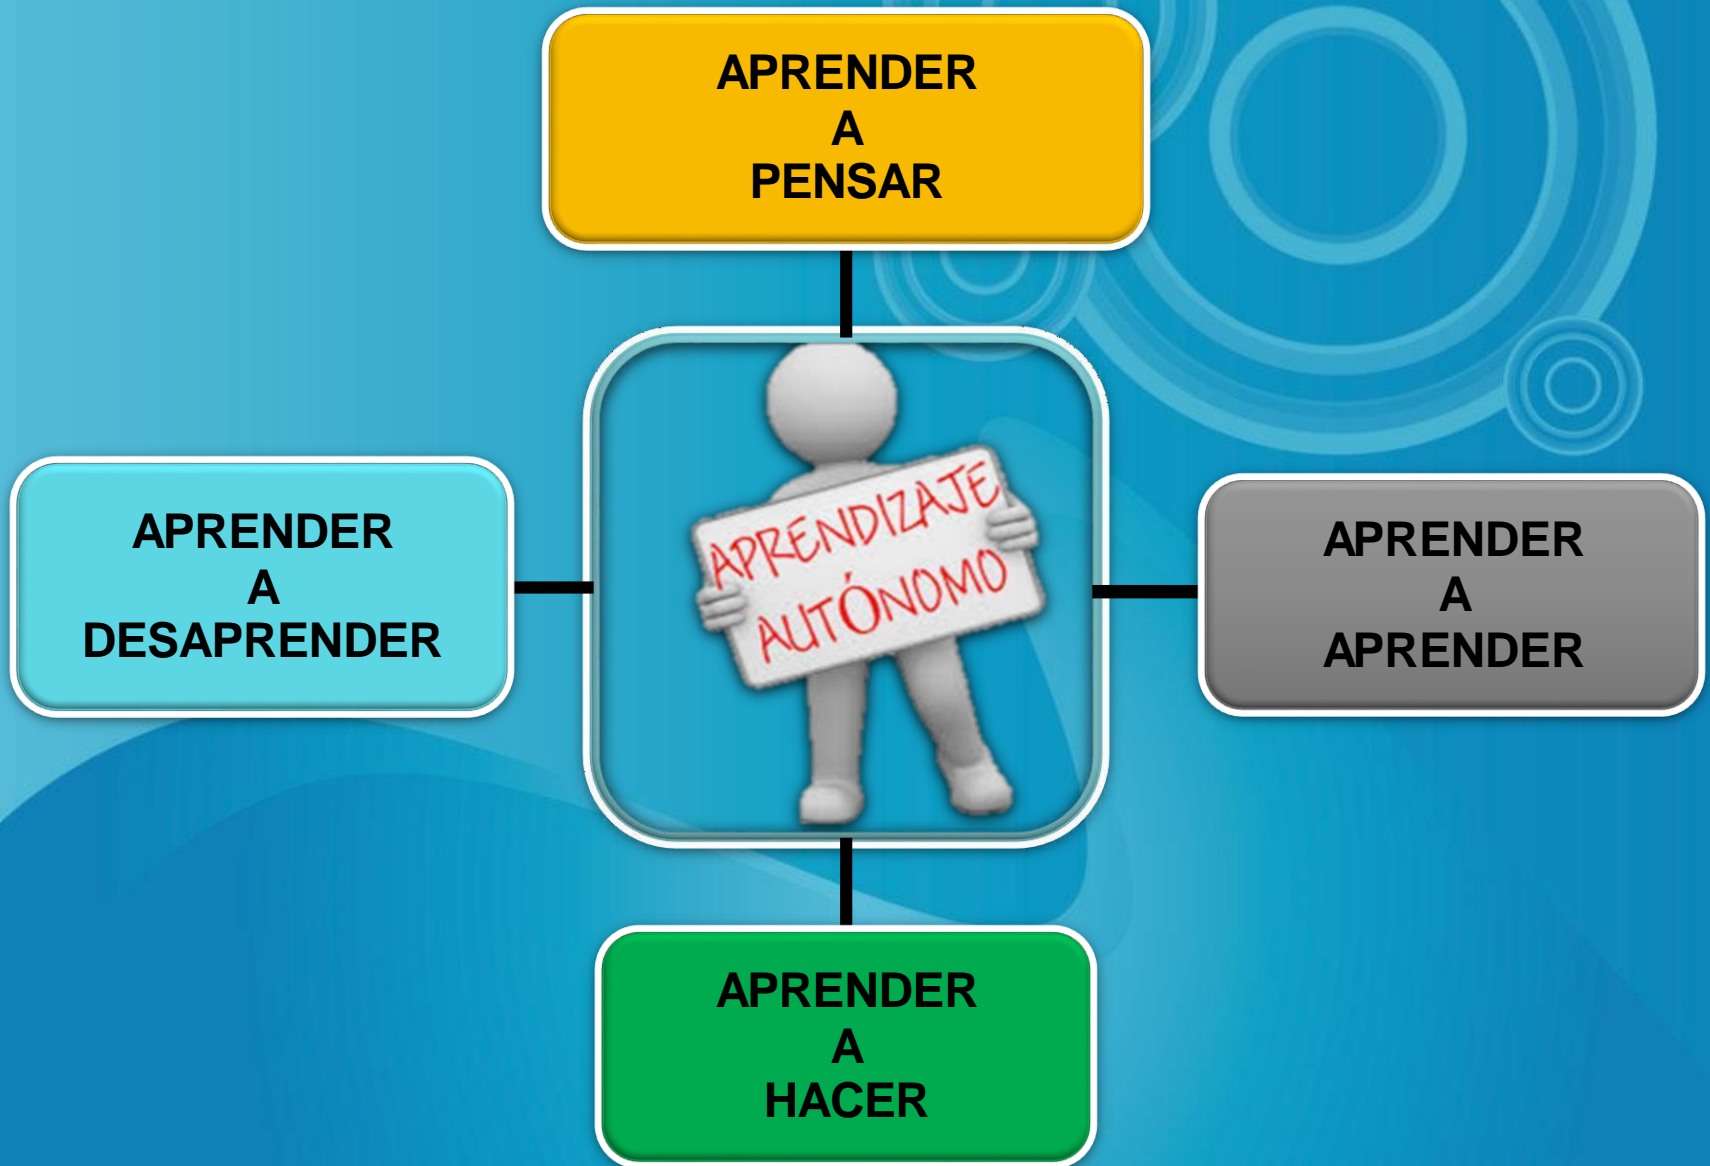 APRENDER
A
PENSAR
APRENDER
A
DESAPRENDER
APRENDIZAJE
AUTÓNOMO
APRENDER
A
APRENDER
APRENDER
A
HACER